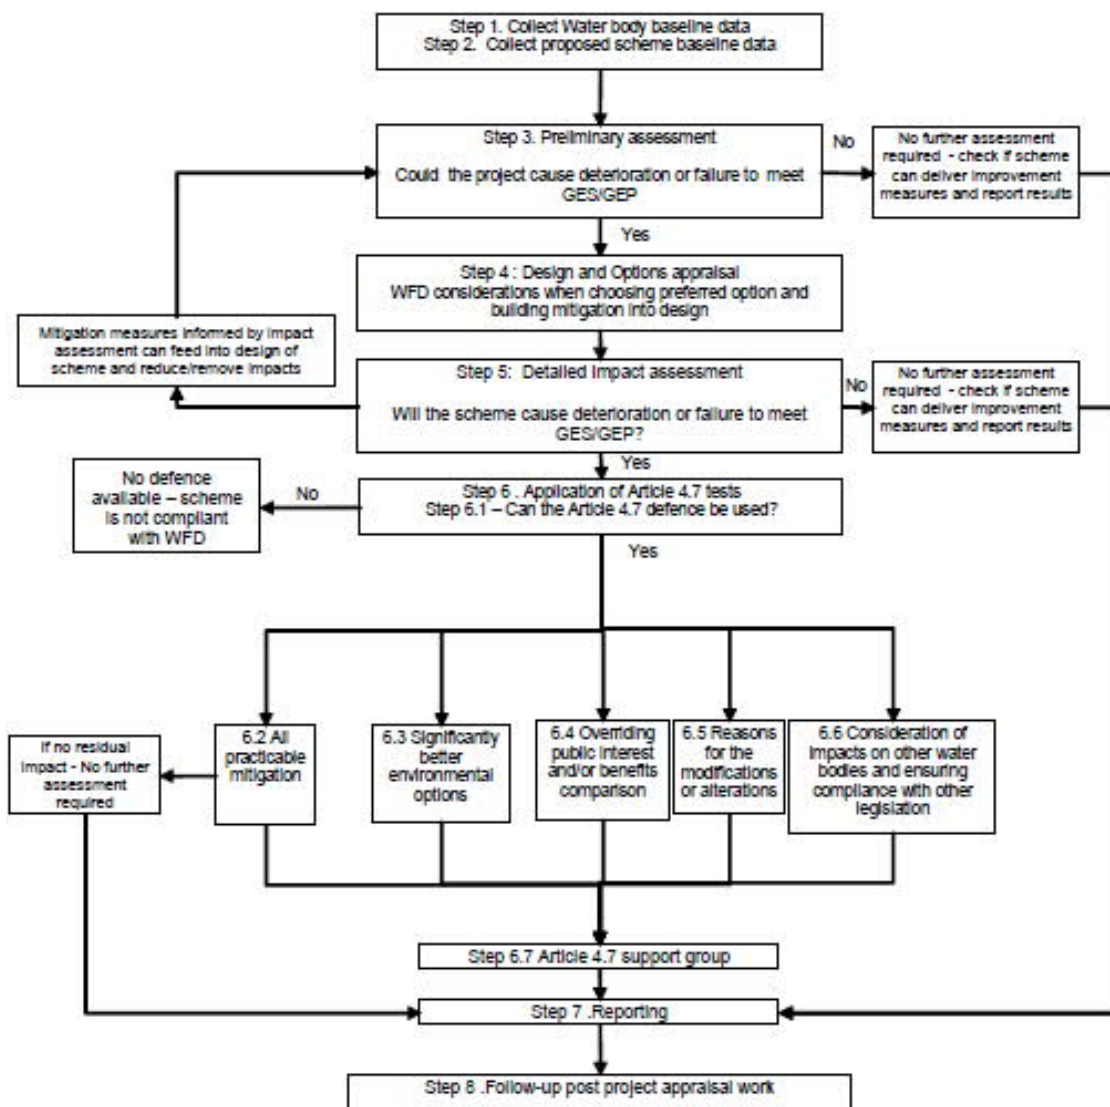 Step 1. Collect Water body baseline data
Step 2. Collect proposed scheme baseline data
Step 3. Preliminary assessment
Could the project cause deterioration or failure to meet
GES/GEP
No
No further assessment
required - check if scheme
can deliver improvement
measures and report results
Yes
Step 4 : Design and Options appraisal
WFD considerations when choosing preferred option and
building mitigation into design
Mitigation measures informed by impact
assessment can feed into design of
scheme and reduce/remove impacts
Step 5: Detailed Impact assessment
Will the scheme cause deterioration or failure to meet
GES/GEP?
No
No further assessment
required - check if scheme
can deliver improvement
measures and report results
Yes
Step 6 . Application of Article 4.7 tests
Step 6.1 – Can the Article 4.7 defence be used?
No
No defence
available – scheme
is not compliant
with WFD
Yes
If no residual
impact - No further
assessment
required
6.2 All
practicable
mitigation
6.3 Significantly
better
environmental
options
6.4 Overriding
public interest
and/or benefits
comparison
6.5 Reasons
for the
modifications
or alterations
6.6 Consideration of
impacts on other water
bodies and ensuring
compliance with other
legislation
Step 6.7 Article 4.7 support group
Step 7 .Reporting
Step 8 .Follow-up post project appraisal work